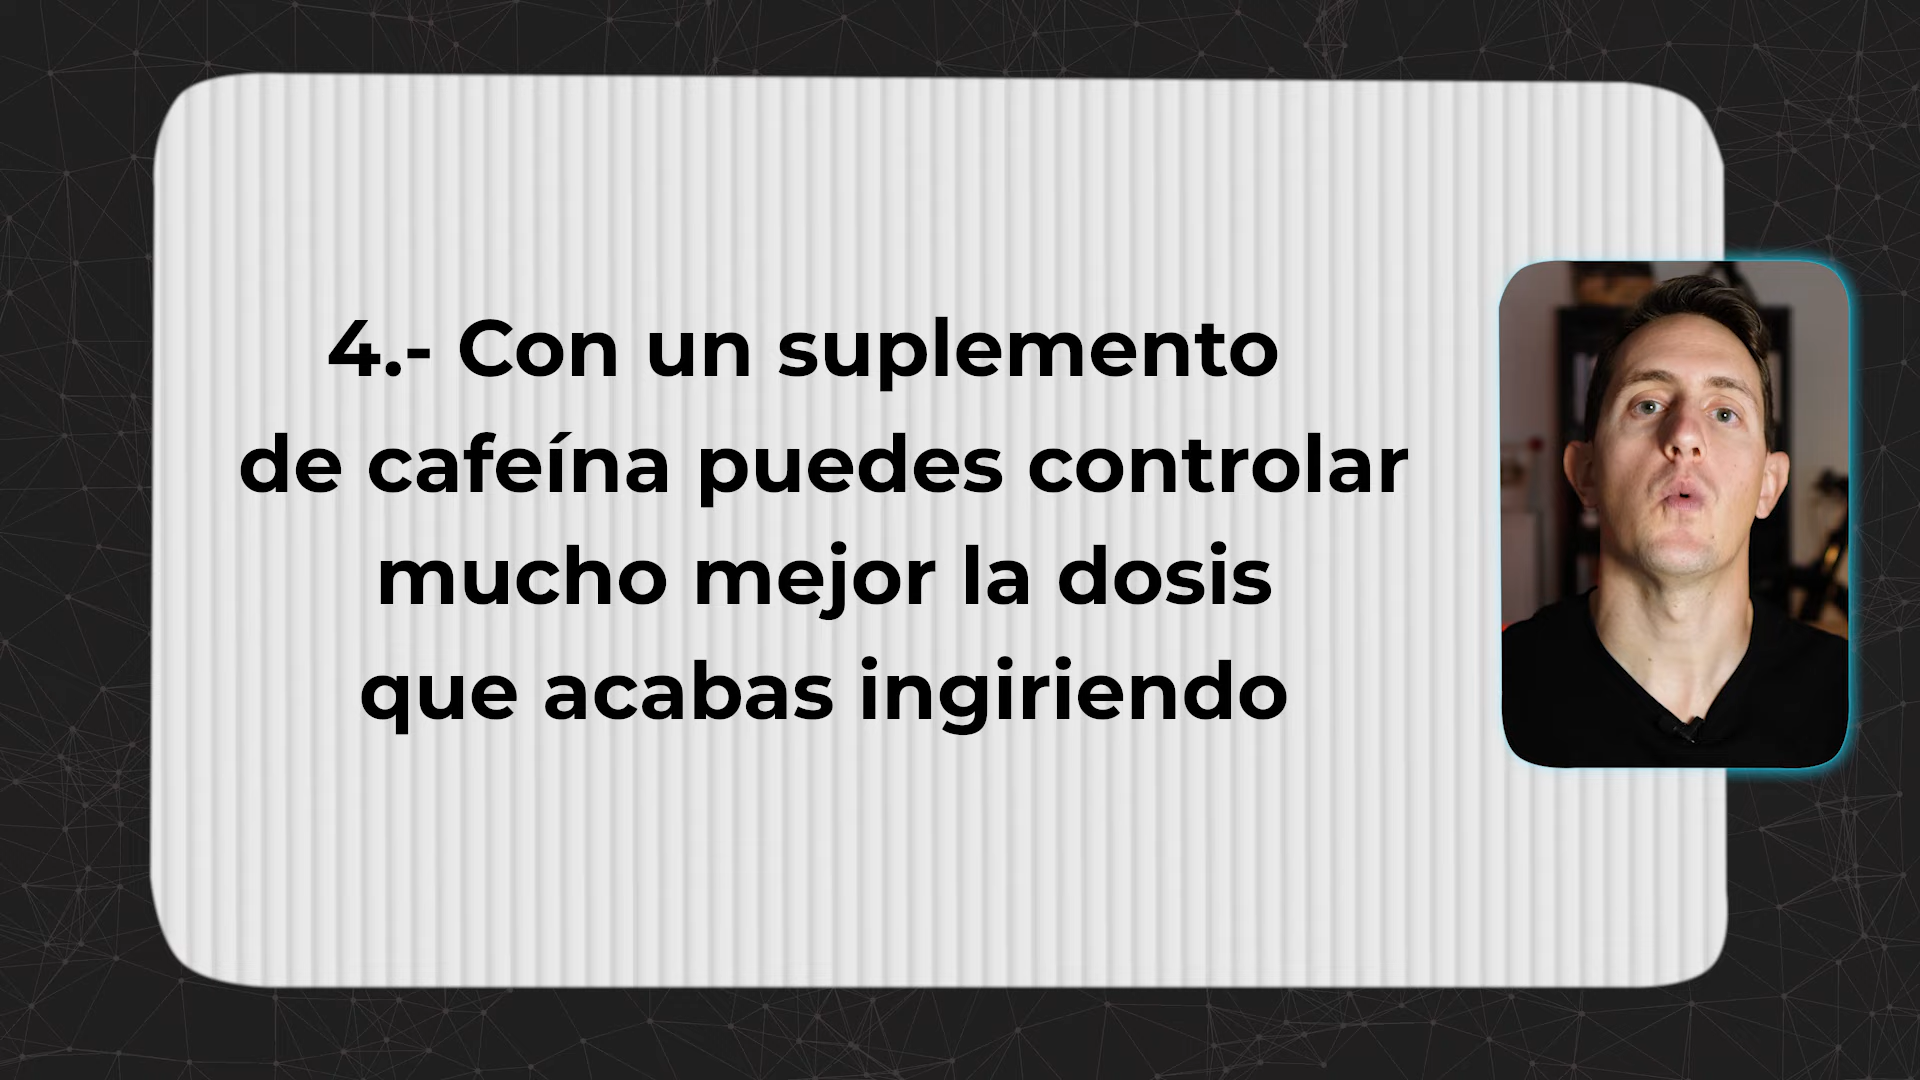 4.- Con un suplemento
de cafeína puedes controlar
mucho mejor la dosis
que acabas ingiriendo